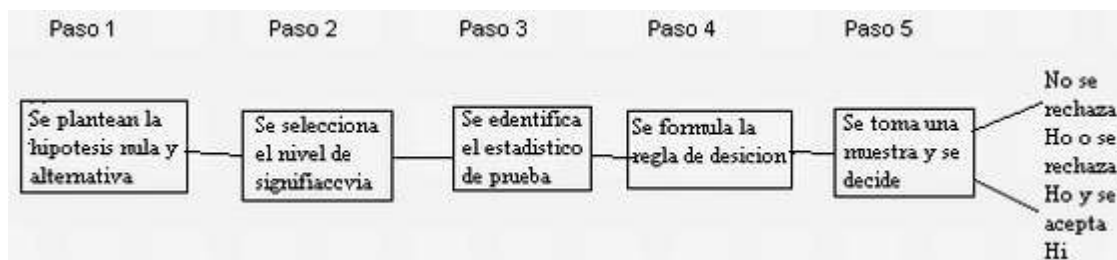 Paso 1
Paso 2
Paso 3
Paso 4
Paso 5
Se plantean la
hipotesis nula y
alternativa
Se selecciona
el nivel de
signifiaccvia
Se edentifica
el estadistico
de prueba
Se formula la
regla de desicion
Se toma una
muestra y se
decide
No se
rechaza
Ho o se
rechaza
Ho y se
acepta
Hi